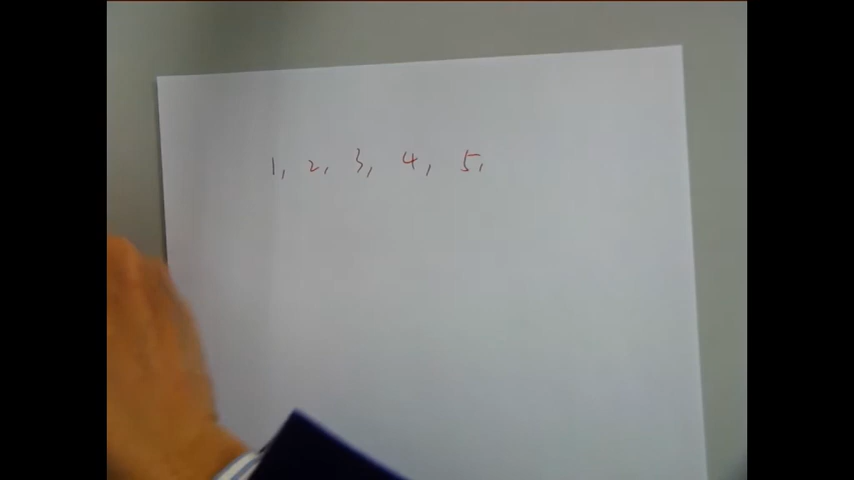 1, 2, 3, 4, 5,